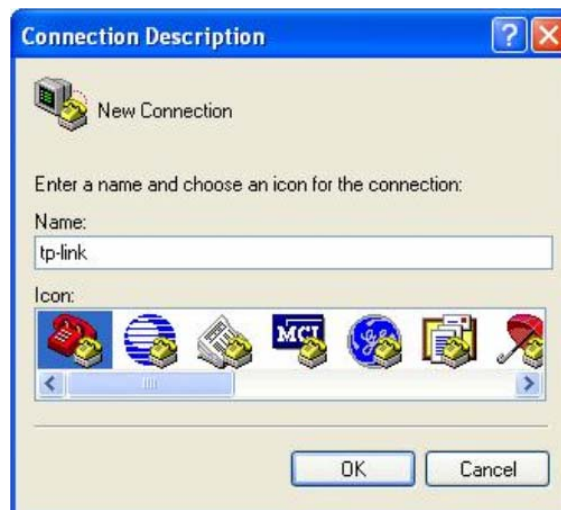 Connection Description
New Connection
Enter a name and choose an icon for the connection:
Name:
tp-link
Icon:
MCI
OK
Cancel